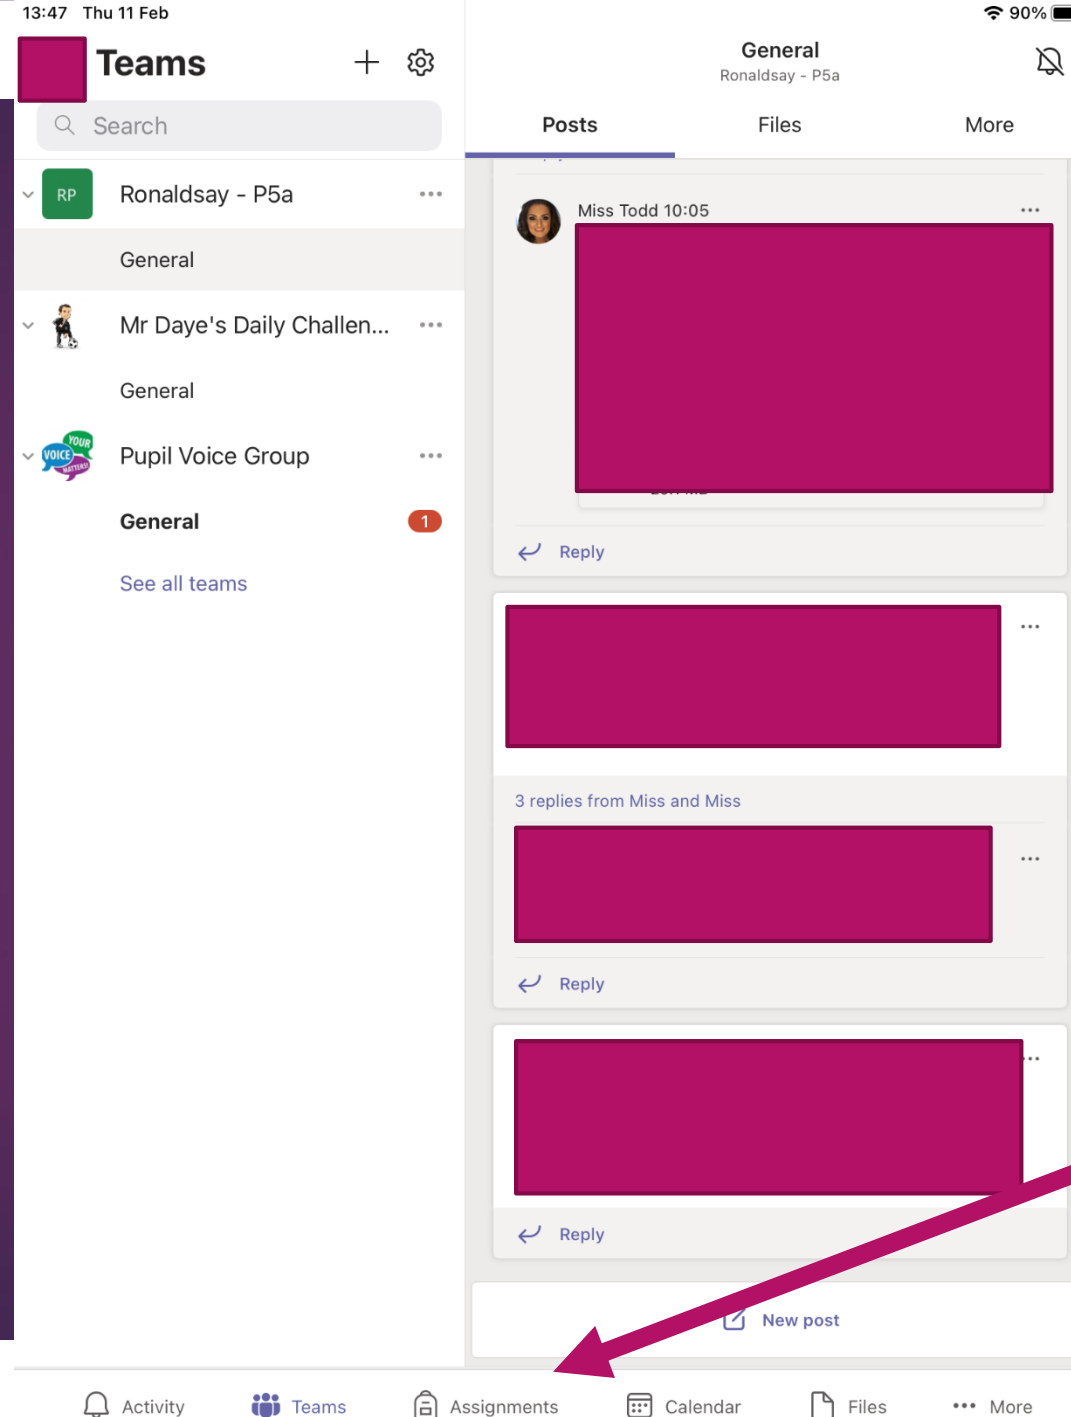 13:47 Thu 11 Feb
90%
Teams
Search
RP
Ronaldsay - P5a
General
Mr Daye's Daily Challen...
General
YOUR
VOICE
MATTERS!
Pupil Voice Group
General
1
See all teams
General
Ronaldsay - P5a
Posts Files More
Miss Todd 10:05
Reply
3 replies from Miss and Miss
Reply
Reply
New post
Activity Teams Assignments Calendar Files More